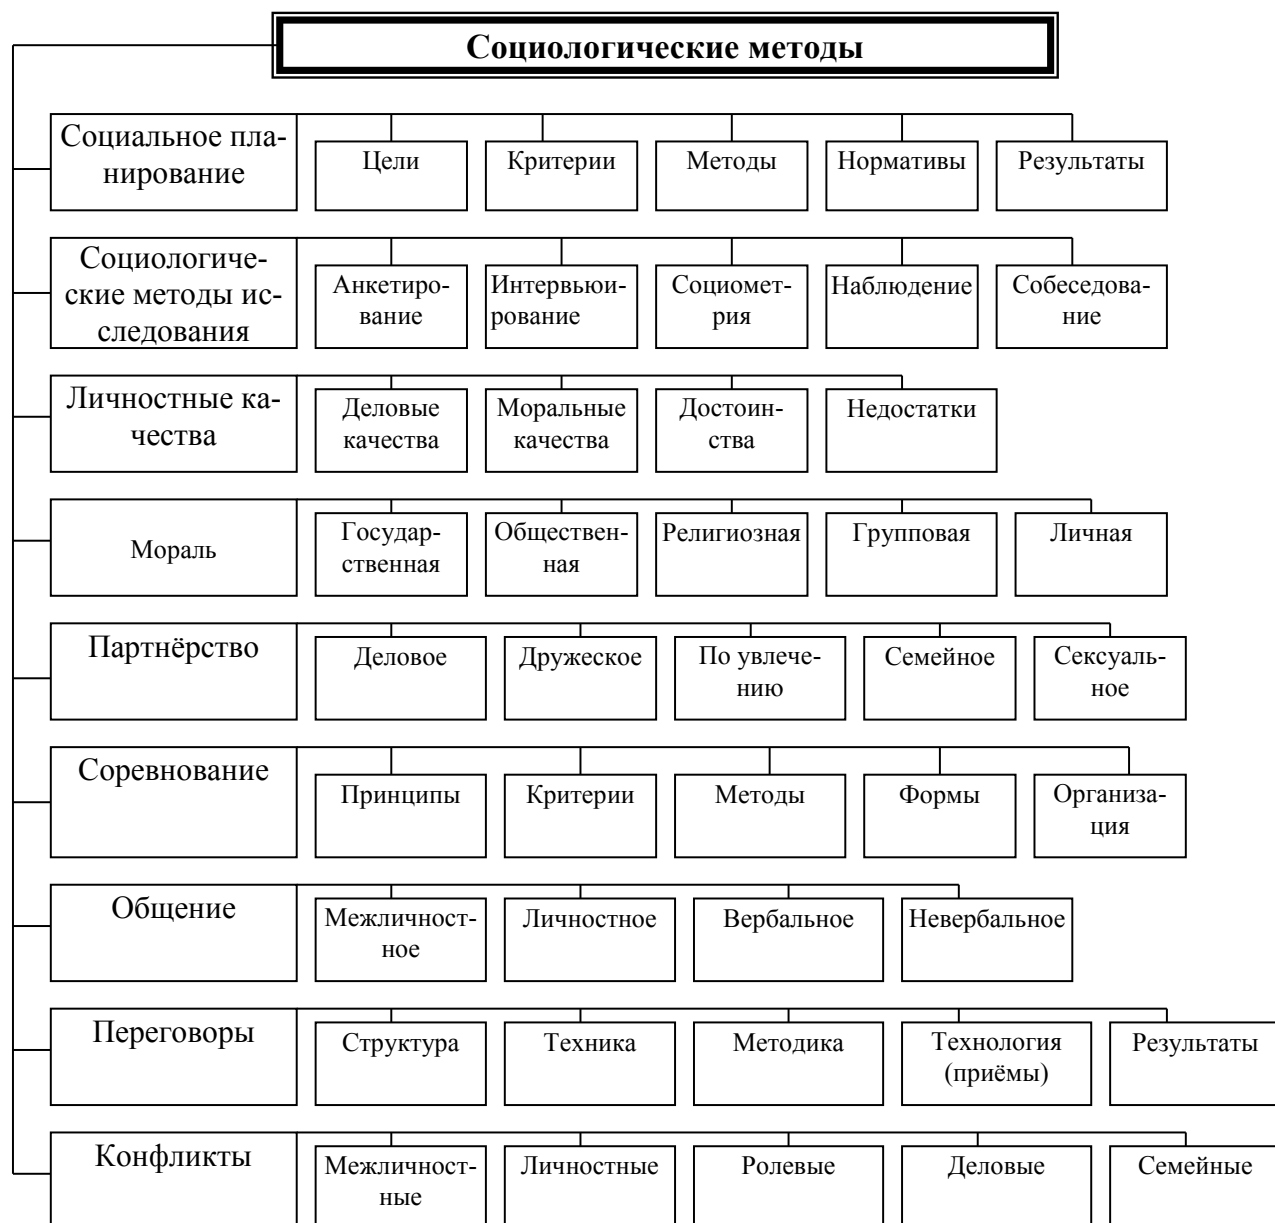 Социологические методы
Социальное пла-
нирование
Цели
Критерии
Методы
Нормативы
Результаты
Социологиче-
ские методы ис-
следования
Анкетиро-
вание
Интервьюи-
рование
Социомет-
рия
Наблюдение
Собеседова-
ние
Личностные ка-
чества
Деловые
качества
Моральные
качества
Достоин-
ства
Недостатки
Мораль
Государ-
ственная
Обществен-
ная
Религиозная
Групповая
Личная
Партнёрство
Деловое
Дружеское
По увлече-
нию
Семейное
Сексуаль-
ное
Соревнование
Принципы
Критерии
Методы
Формы
Организа-
ция
Общение
Межличност-
ное
Личностное
Вербальное
Невербальное
Переговоры
Структура
Техника
Методика
Технология
(приёмы)
Результаты
Конфликты
Межличност-
ные
Личностные
Ролевые
Деловые
Семейные